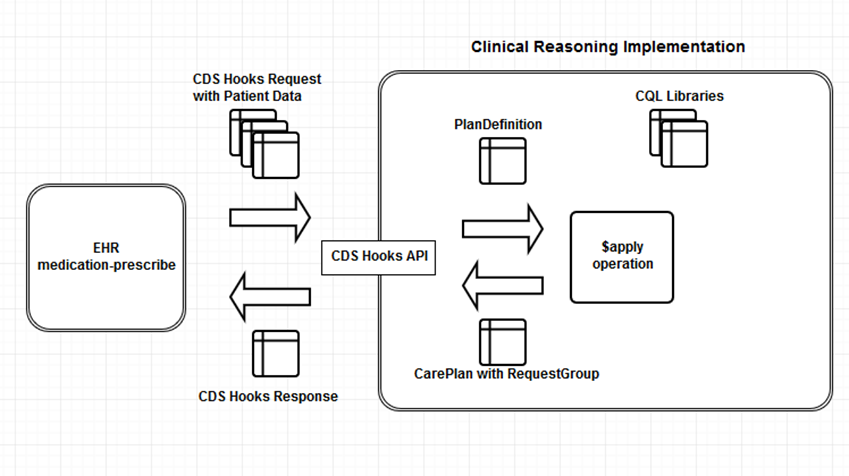 Clinical Reasoning Implementation
CDS Hooks Request
with Patient Data
CQL Libraries
PlanDefinition
EHR
medication-prescribe
CDS Hooks API
$apply
operation
CarePlan with RequestGroup
CDS Hooks Response